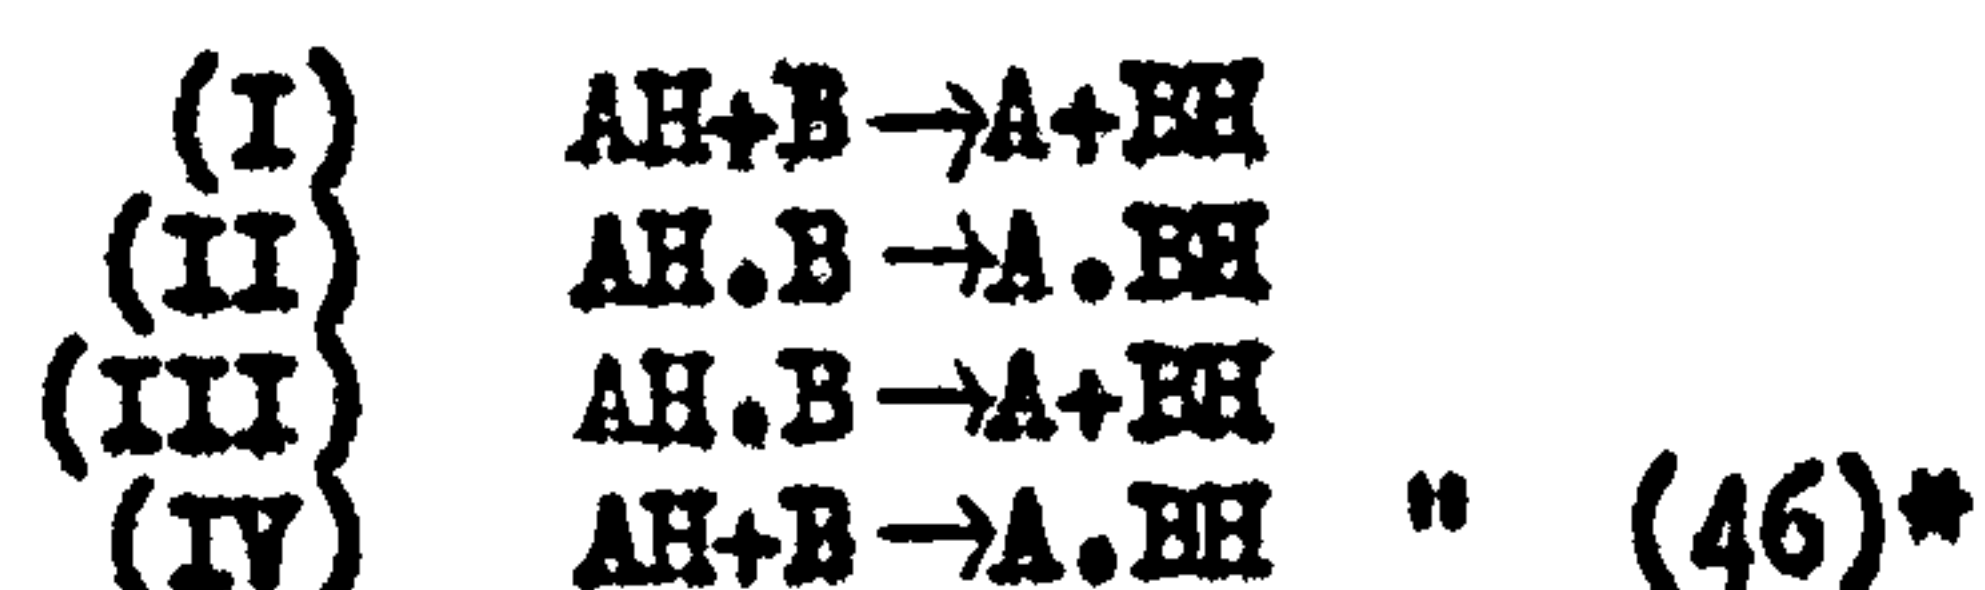 (I) AH+B →A+BH
(II) AH.B →A.BH
(III) AH.B →A+BH
(IV) AH+B →A.BH " (46)*